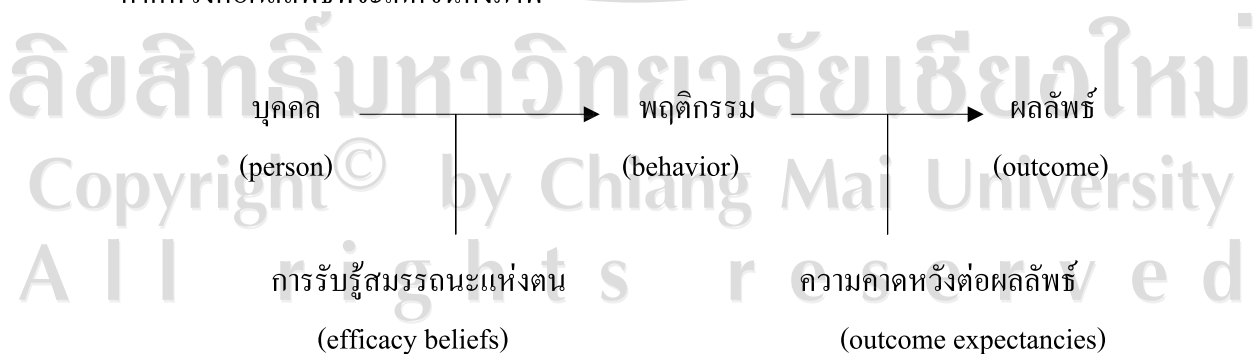 ลิขสิทธิ์มหาวิทยาลัยเชียงใหม่
บุคคล พฤติกรรม ผลลัพธ์
(person) (behavior) (outcome)
Copyright© by Chiang Mai University
All rights reserved
การรับรู้สมรรถนะแห่งตน ความคาดหวังต่อผลลัพธ์
(efficacy beliefs) (outcome expectancies)